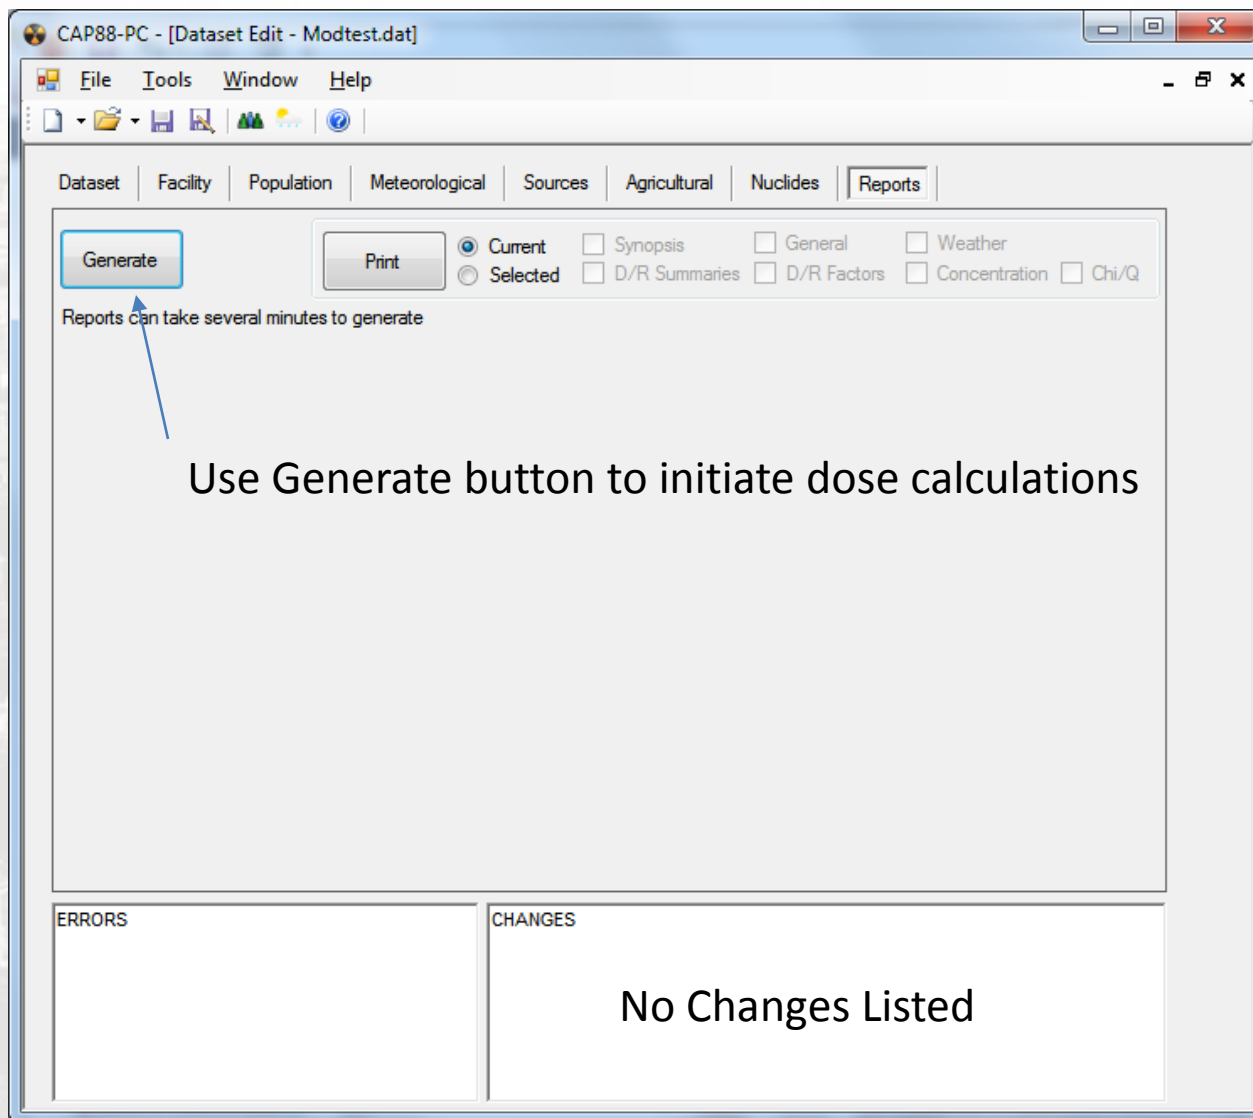 CAP88-PC - [Dataset Edit - Modtest.dat]
File Tools Window Help
Dataset Facility Population Meteorological Sources Agricultural Nuclides Reports
Generate Print Current Synopsis General Weather
Selected D/R Summaries D/R Factors Concentration Chi/Q
Reports can take several minutes to generate
Use Generate button to initiate dose calculations
ERRORS CHANGES
No Changes Listed